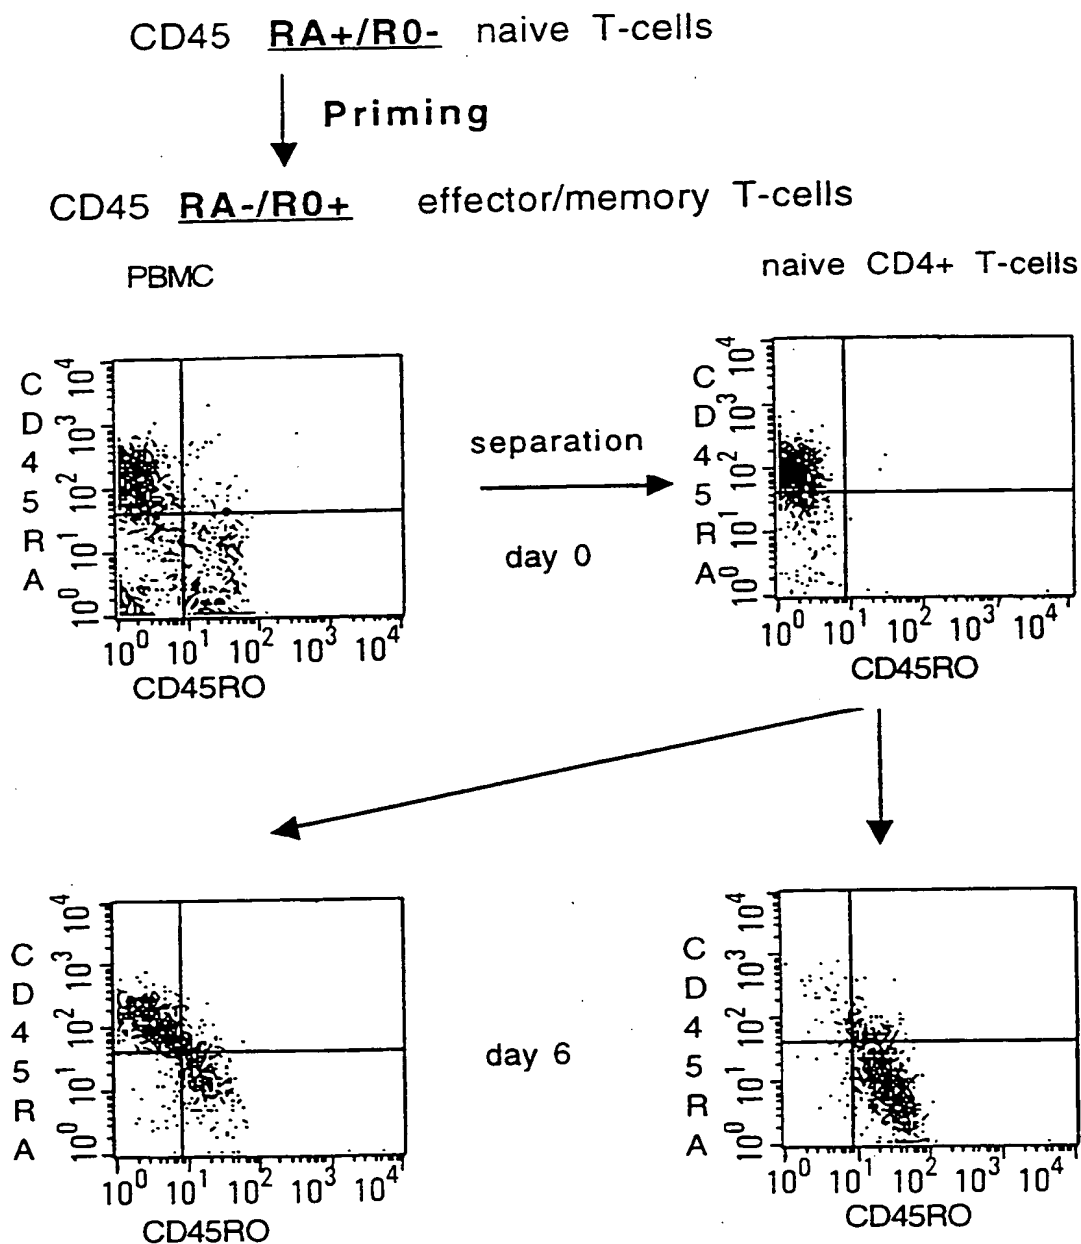 CD45 RA+/R0- naive T-cells
Priming
CD45 RA-/R0+ effector/memory T-cells
PBMC
naive CD4+ T-cells
CD45RA
10^4
10^3
10^2
10^1
10^0
10^0 10^1 10^2 10^3 10^4
CD45RO
separation
day 0
CD45RA
10^4
10^3
10^2
10^1
10^0
10^0 10^1 10^2 10^3 10^4
CD45RO
CD45RA
10^4
10^3
10^2
10^1
10^0
10^0 10^1 10^2 10^3 10^4
CD45RO
day 6
CD45RA
10^4
10^3
10^2
10^1
10^0
10^0 10^1 10^2 10^3 10^4
CD45RO